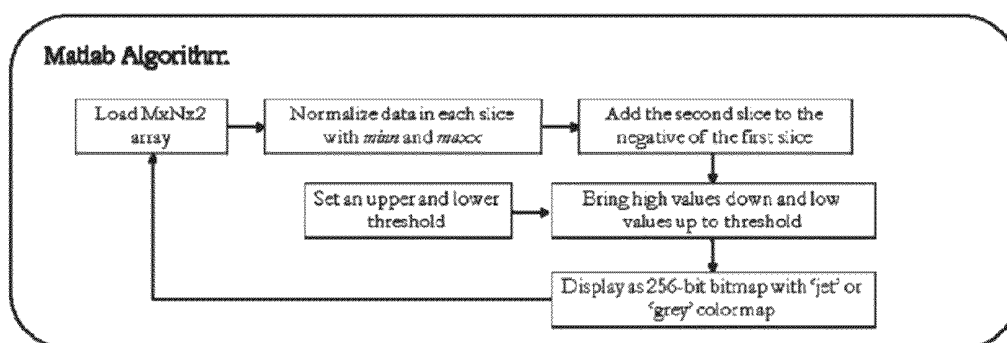 Matlab Algorithm
Load MxNx2
array
Normalize data in each slice
with minn and maxx
Add the second slice to the
negative of the first slice
Set an upper and lower
threshold
Bring high values down and low
values up to threshold
Display as 256-bit bitmap with 'jet' or
'grey' colormap